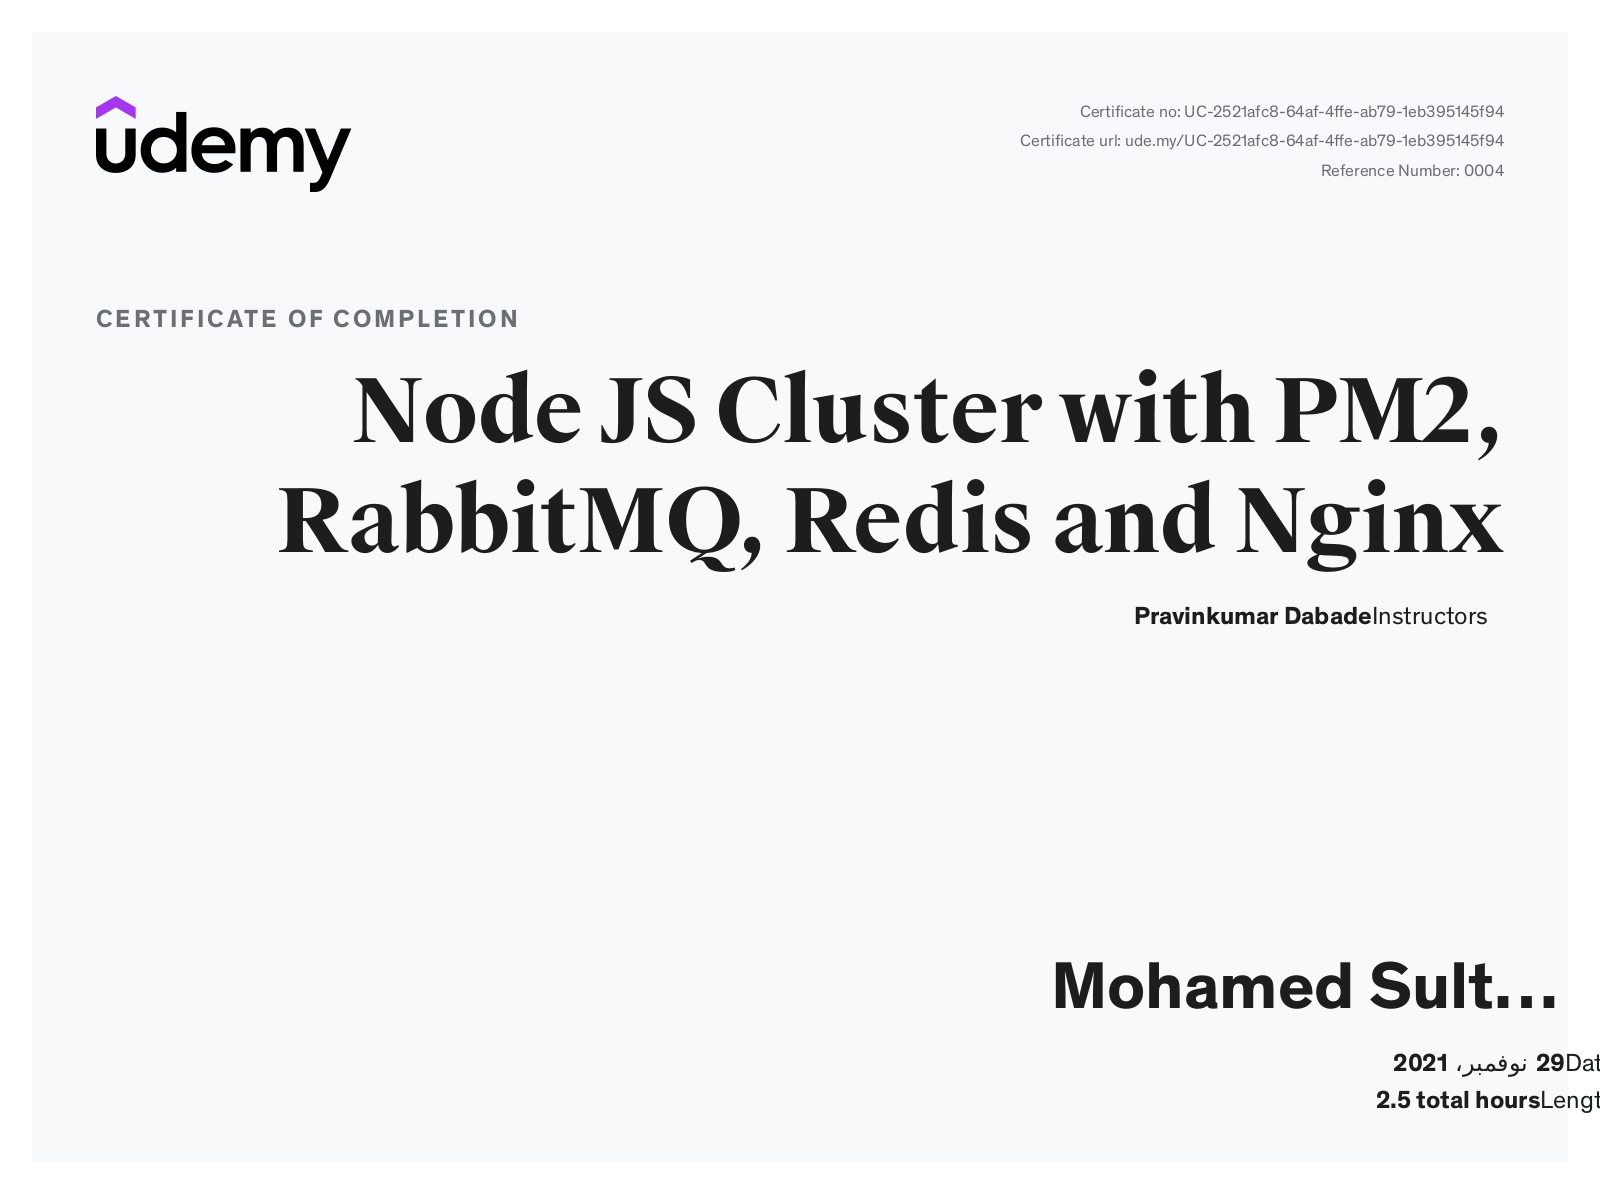 udemy
Certificate no: UC-2521afc8-64af-4ffe-ab79-1eb395145f94
Certificate url: ude.my/UC-2521afc8-64af-4ffe-ab79-1eb395145f94
Reference Number: 0004
CERTIFICATE OF COMPLETION
Node JS Cluster with PM2,
RabbitMQ, Redis and Nginx
Pravinkumar DabadeInstructors
Mohamed Sult...
29 نوفمبر، 2021Dat
2.5 total hoursLengt